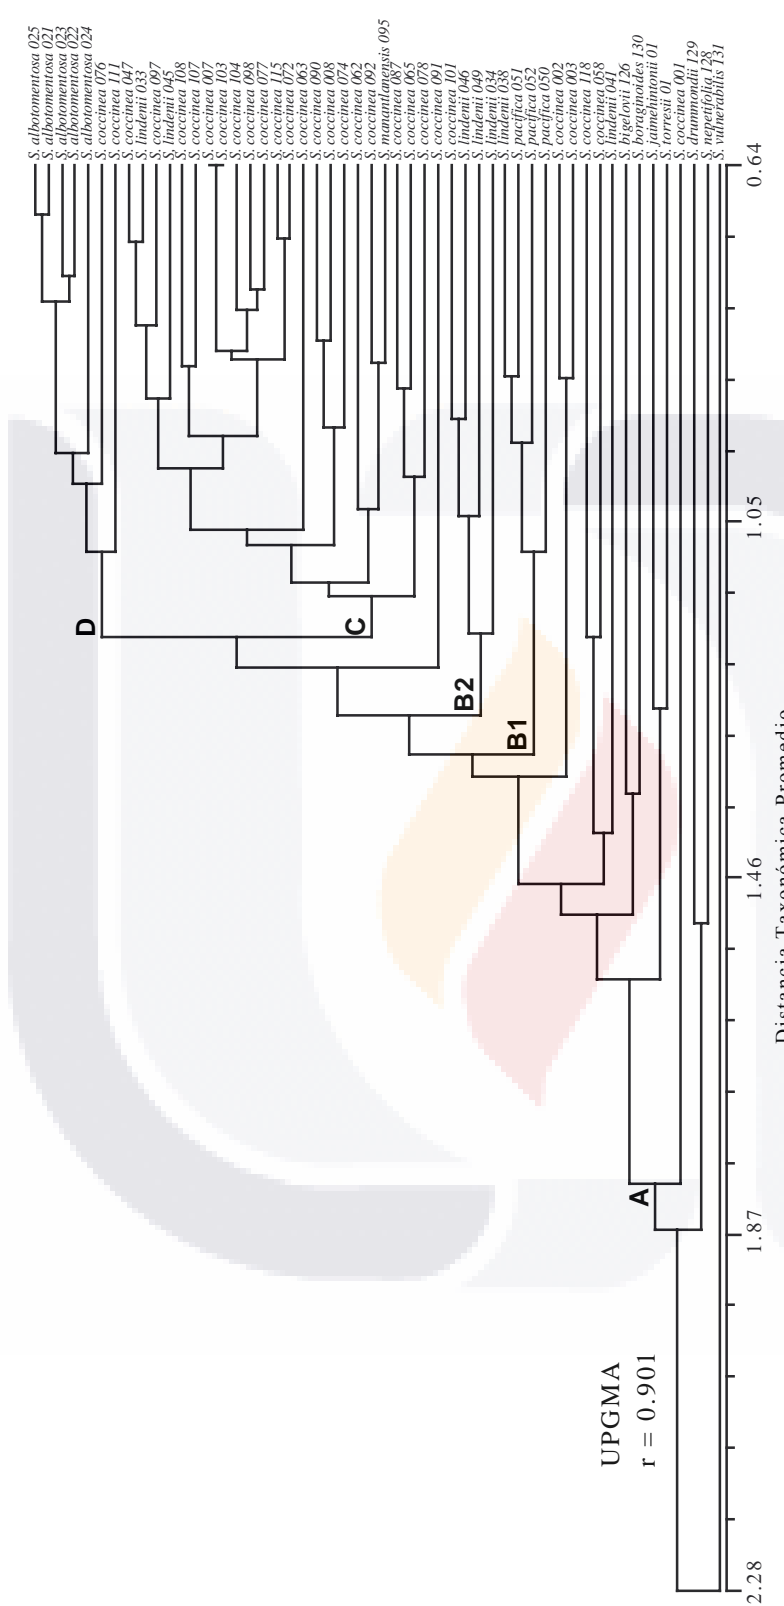 S. albotomentosa 025
S. albotomentosa 021
S. albotomentosa 023
S. albotomentosa 022
S. albotomentosa 024
S. coccinea 076
S. coccinea 111
S. coccinea 047
S. lindenii 033
S. coccinea 097
S. lindenii 045
S. coccinea 108
S. coccinea 107
S. coccinea 007
S. coccinea 103
S. coccinea 104
S. coccinea 098
S. coccinea 077
S. coccinea 115
S. coccinea 072
S. coccinea 063
S. coccinea 090
S. coccinea 008
S. coccinea 074
S. coccinea 062
S. coccinea 092
S. manantlanensis 095
S. coccinea 087
S. coccinea 065
S. coccinea 078
S. coccinea 091
S. coccinea 101
S. lindenii 046
S. lindenii 049
S. lindenii 034
S. lindenii 038
S. pacifica 051
S. pacifica 052
S. pacifica 050
S. coccinea 002
S. coccinea 003
S. coccinea 118
S. coccinea 058
S. lindenii 041
S. bigelovii 126
S. boraginoides 130
S. jaimehintonii 01
S. torresii 01
S. coccinea 001
S. drummondii 129
S. nepetifolia 128
S. vulnerabilis 131
D
C
B2
B1
A
UPGMA
r = 0.901
2.28
1.87
1.46
1.05
0.64
Distancia Taxonómica Promedio